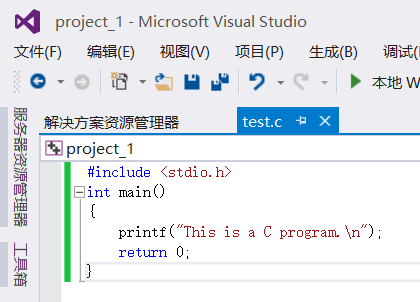 project_1 - Microsoft Visual Studio
文件(F) 编辑(E) 视图(V) 项目(P) 生成(B) 调试(
本地 W
服务器资源管理器
工具箱
解决方案资源管理器 test.c
project_1
#include <stdio.h>
int main()
{
    printf("This is a C program.\n");
    return 0;
}